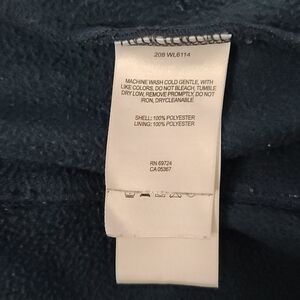 20B WL6114
MACHINE WASH COLD GENTLE, WITH
LIKE COLORS, DO NOT BLEACH, TUMBLE
DRY LOW, REMOVE PROMPTLY, DO NOT
IRON, DRYCLEANABLE.
SHELL: 100% POLYESTER
LINING: 100% POLYESTER
RN 69724
CA 05367